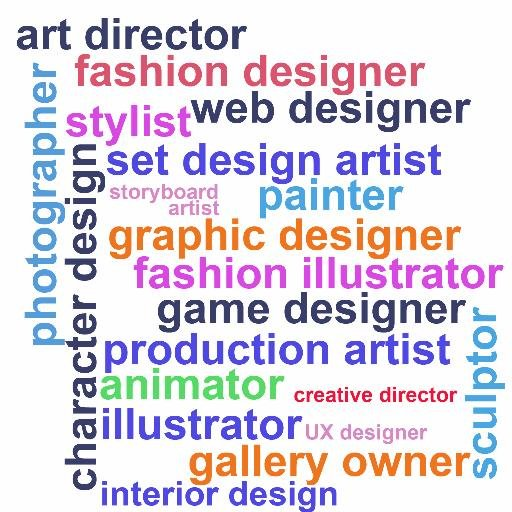 art director
fashion designer
photographer
stylist
web designer
character design
set design artist
storyboard
artist
painter
graphic designer
fashion illustrator
game designer
sculptor
production artist
animator
creative director
illustrator
UX designer
gallery owner
interior design